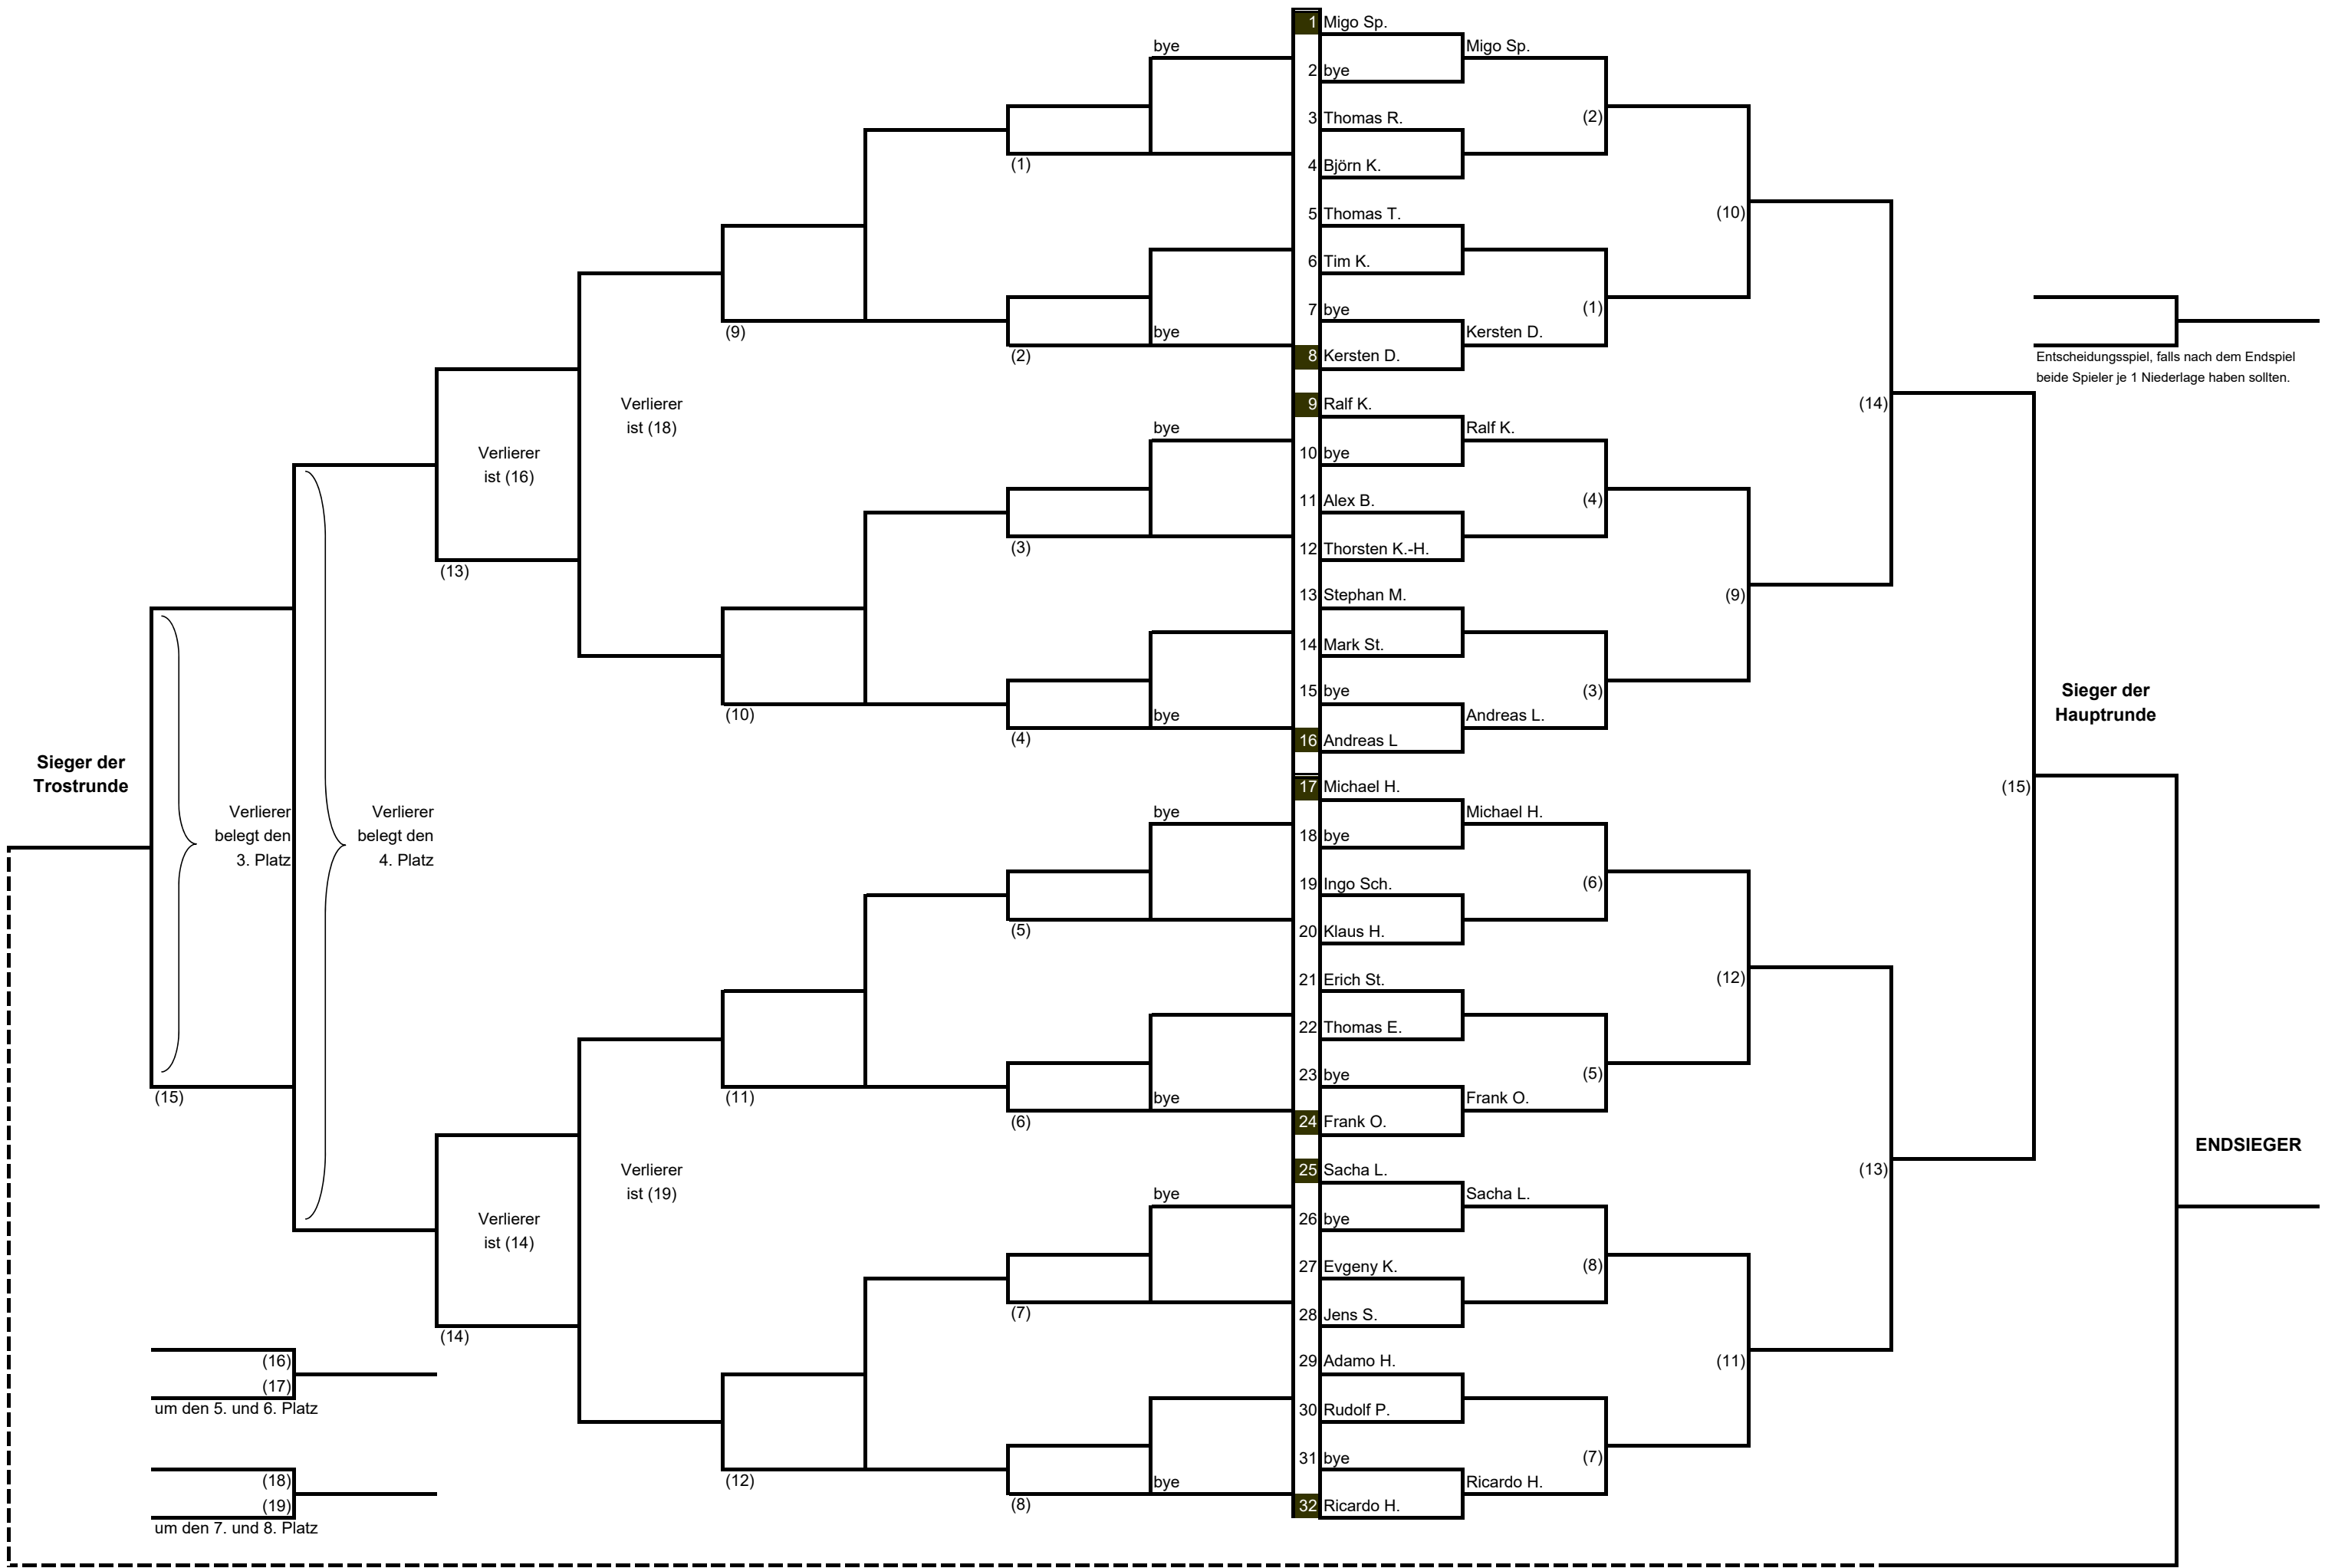 1 Migo Sp.
bye
Migo Sp.
2 bye
3 Thomas R.
(2)
(1)
4 Björn K.
5 Thomas T.
(10)
6 Tim K.
7 bye
(1)
(9)
bye
Kersten D.
(2)
8 Kersten D.
Entscheidungsspiel, falls nach dem Endspiel
beide Spieler je 1 Niederlage haben sollten.
Verlierer
ist (18)
9 Ralf K.
(14)
bye
Ralf K.
Verlierer
ist (16)
10 bye
11 Alex B.
(4)
(3)
12 Thorsten K.-H.
(13)
13 Stephan M.
(9)
14 Mark St.
15 bye
(3)
Sieger der
Hauptrunde
(10)
bye
Andreas L.
(4)
16 Andreas L
Sieger der
Trostrunde
17 Michael H.
(15)
Verlierer
belegt den
3. Platz
Verlierer
belegt den
4. Platz
bye
Michael H.
18 bye
19 Ingo Sch.
(6)
(5)
20 Klaus H.
21 Erich St.
(12)
22 Thomas E.
23 bye
(5)
(15)
(11)
bye
Frank O.
(6)
24 Frank O.
ENDSIEGER
Verlierer
ist (19)
25 Sacha L.
(13)
bye
Sacha L.
Verlierer
ist (14)
26 bye
27 Evgeny K.
(8)
(7)
28 Jens S.
(14)
(16)
(17)
um den 5. und 6. Platz
29 Adamo H.
(11)
30 Rudolf P.
31 bye
(7)
(18)
(19)
um den 7. und 8. Platz
(12)
bye
Ricardo H.
(8)
32 Ricardo H.